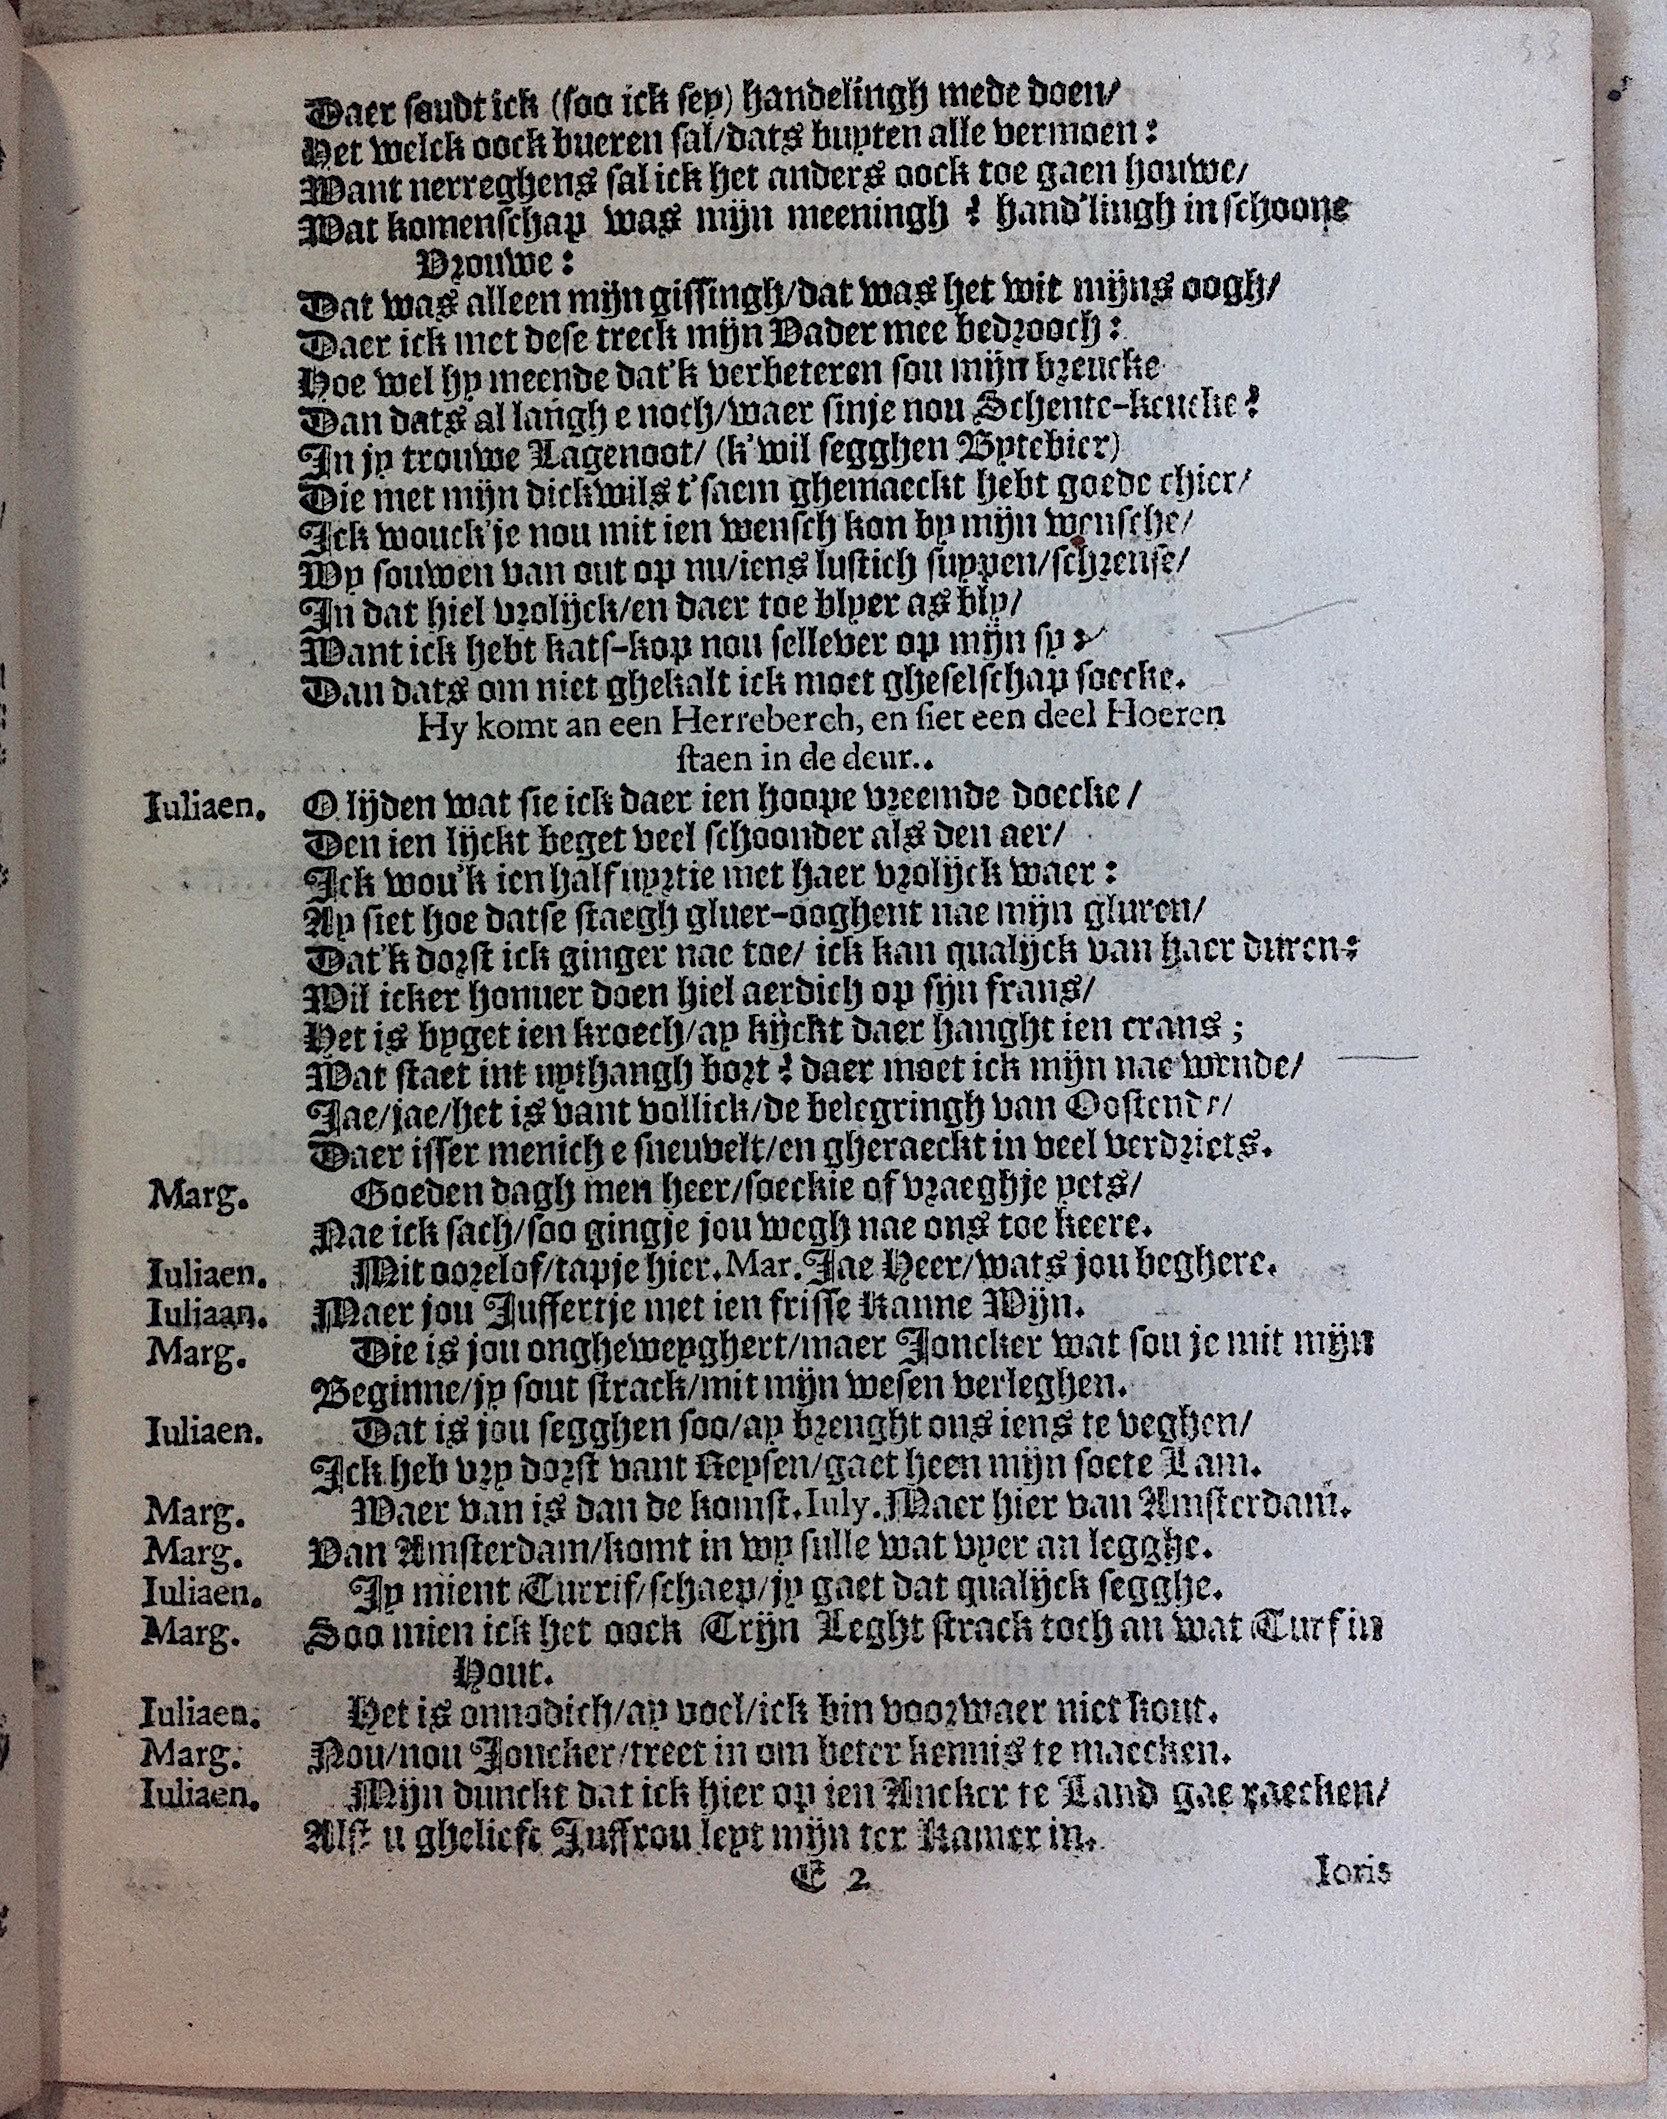 33
Daer soudt ick (soo ick sey) handelingh mede doen/
Het welck oock bueren sal/dats buyten alle vermoen:
Want nerreghens sal ick het anders oock toe gaen houwe/
Wat komenschap was mijn meeningh? hand'lingh in schoone
Vrouwe:
Dat was alleen mijn gissingh/dat was het wit mijns oogh/
Daer ick met dese treck mijn Vader mee bedrooch:
Hoe wel hy meende dat'k verbeteren sou mijn breucke
Dan dats al langh e noch/waer sinje nou Schente-keucke?
In jy trouwe Lagenoot/ (k'wil segghen Bytebier)
Die met mijn dickwils t'saem ghemaeckt hebt goede chier/
Ick wouck'je nou mit ien wensch kon by mijn wensche/
Wy souwen van out op nu/iens lustich suypen/schrense/
In dat hiel vrolijck/en daer toe blyer as bly/
Want ick hebt kats-kop nou sellever op mijn sy:
Dan dats om niet ghekalt ick moet gheselschap soecke.
Hy komt an een Herreberch, en siet een deel Hoeren
staen in de deur..
Iuliaen. O lijden wat sie ick daer ien hoope vreemde doecke/
Den ien lijckt beget veel schoonder als den aer/
Ick wou'k ien half uyrtie met haer vrolijck waer:
Ay siet hoe datse staegh gluer-ooghent nae mijn gluren/
Dat'k dorst ick ginger nae toe/ ick kan qualijck van haer duren:
Wil icker honuer doen hiel aerdich op sijn frans/
Het is byget ien kroech/ay kijckt daer hanght ien crans;
Wat staet int uythangh bort? daer moet ick mijn nae wende/
Jae/jae/het is vant vollick/de belegringh van Oostende/
Daer isser menich e sneuvelt/en gheraeckt in veel verdriets.
Marg. Goeden dagh men heer/soeckie of vraeghje yets/
Nae ick sach/soo gingje jou wegh nae ons toe keere.
Iuliaen. Mit oorelof/tapje hier. Mar. Jae Heer/wats jou beghere.
Iuliaan. Maer jou Juffertje met ien frisse Kanne Wijn.
Marg. Die is jou ongheweyghert/maer Joncker wat sou je mit mijn
Beginne/jy sout strack/mit mijn wesen verleghen.
Iuliaen. Dat is jou segghen soo/ay brenght ons iens te veghen/
Ick heb vry dorst vant Reysen/gaet heen mijn soete Lam.
Marg. Waer van is dan de komst. Iuly. Maer hier van Amsterdam.
Marg. Van Amsterdam/komt in wy sulle wat vyer an legghe.
Iuliaen. Jy mient Turrif/schaep/jy gaet dat qualijck segghe.
Marg. Soo mien ick het oock Trijn Leght strack toch an wat Turf in
Hout.
Iuliaen. Het is onnodich/ay voel/ick bin voorwaer niet kout.
Marg. Nou/nou Joncker/treet in om beter kennis te maecken.
Iuliaen. Mijn dunckt dat ick hier op ien Ancker te Land gae raecken/
Alst u ghelieft Juffrou leyt mijn ter Kamer in.
E 2 Ioris